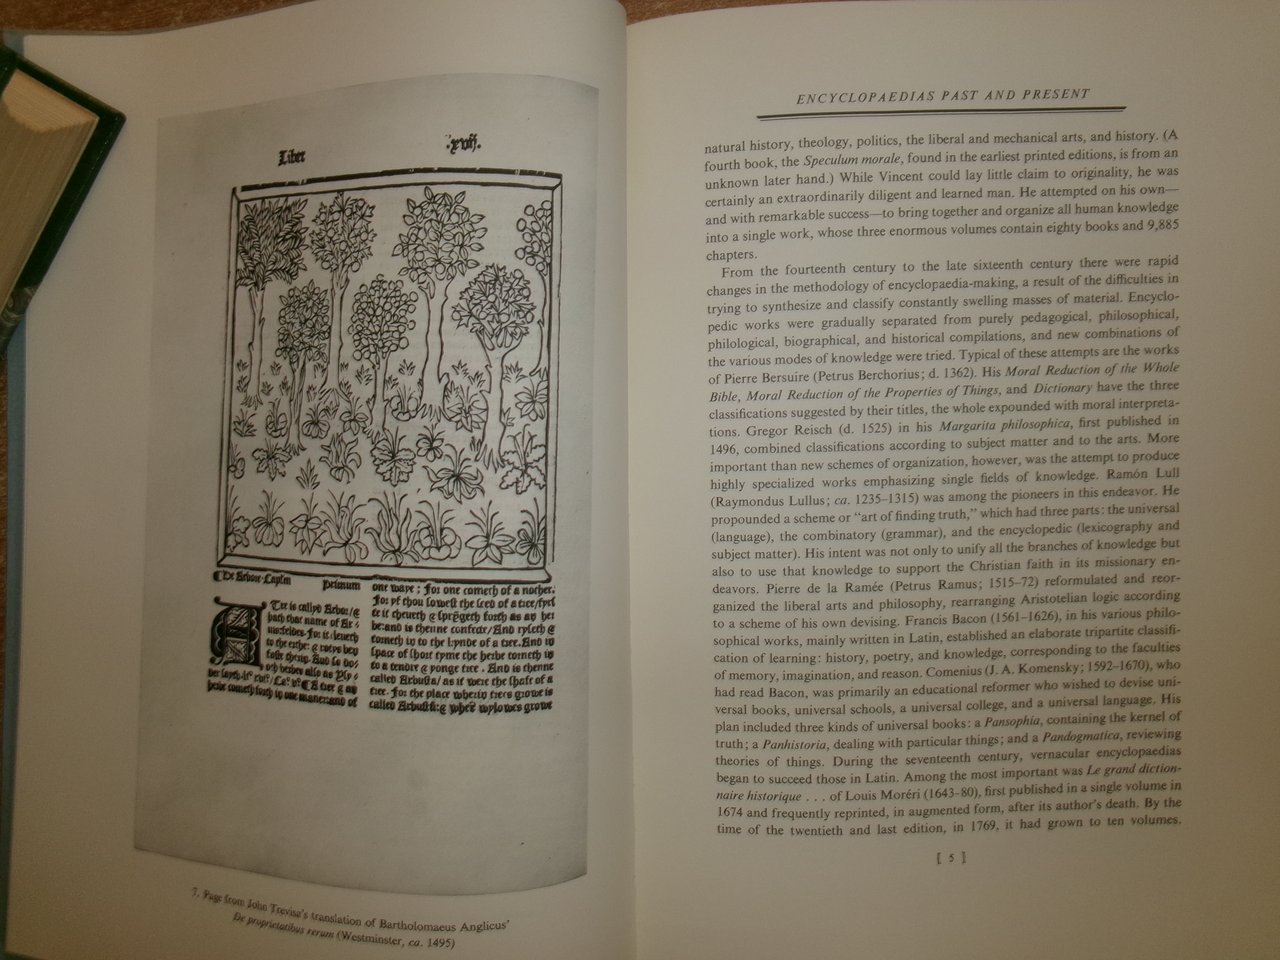 Liber .xvij.
De Arbore. Caplm primum
one waye : for one cometh of a nother.
7. Page from John Trevisa's translation of Bartholomaeus Anglicus'
De proprietatibus rerum (Westminster, ca. 1495)
ENCYCLOPAEDIAS PAST AND PRESENT
natural history, theology, politics, the liberal and mechanical arts, and history. (A
fourth book, the Speculum morale, found in the earliest printed editions, is from an
unknown later hand.) While Vincent could lay little claim to originality, he was
certainly an extraordinarily diligent and learned man. He attempted on his own—
and with remarkable success—to bring together and organize all human knowledge
into a single work, whose three enormous volumes contain eighty books and 9,885
chapters.
From the fourteenth century to the late sixteenth century there were rapid
changes in the methodology of encyclopaedia-making, a result of the difficulties in
trying to synthesize and classify constantly swelling masses of material. Encyclo-
pedic works were gradually separated from purely pedagogical, philosophical,
philological, biographical, and historical compilations, and new combinations of
the various modes of knowledge were tried. Typical of these attempts are the works
of Pierre Bersuire (Petrus Berchorius; d. 1362). His Moral Reduction of the Whole
Bible, Moral Reduction of the Properties of Things, and Dictionary have the three
classifications suggested by their titles, the whole expounded with moral interpreta-
tions. Gregor Reisch (d. 1525) in his Margarita philosophica, first published in
1496, combined classifications according to subject matter and to the arts. More
important than new schemes of organization, however, was the attempt to produce
highly specialized works emphasizing single fields of knowledge. Ramón Lull
(Raymondus Lullus; ca. 1235–1315) was among the pioneers in this endeavor. He
propounded a scheme or “art of finding truth,” which had three parts: the universal
(language), the combinatory (grammar), and the encyclopedic (lexicography and
subject matter). His intent was not only to unify all the branches of knowledge but
also to use that knowledge to support the Christian faith in its missionary en-
deavors. Pierre de la Ramée (Petrus Ramus; 1515–72) reformulated and reor-
ganized the liberal arts and philosophy, rearranging Aristotelian logic according
to a scheme of his own devising. Francis Bacon (1561–1626), in his various philo-
sophical works, mainly written in Latin, established an elaborate tripartite classifi-
cation of learning: history, poetry, and knowledge, corresponding to the faculties
of memory, imagination, and reason. Comenius (J. A. Komensky; 1592–1670), who
had read Bacon, was primarily an educational reformer who wished to devise uni-
versal books, universal schools, a universal college, and a universal language. His
plan included three kinds of universal books: a Pansophia, containing the kernel of
truth; a Panhistoria, dealing with particular things; and a Pandogmatica, reviewing
theories of things. During the seventeenth century, vernacular encyclopaedias
began to succeed those in Latin. Among the most important was Le grand diction-
naire historique . . . of Louis Moréri (1643–80), first published in a single volume in
1674 and frequently reprinted, in augmented form, after its author's death. By the
time of the twentieth and last edition, in 1769, it had grown to ten volumes.
[ 5 ]